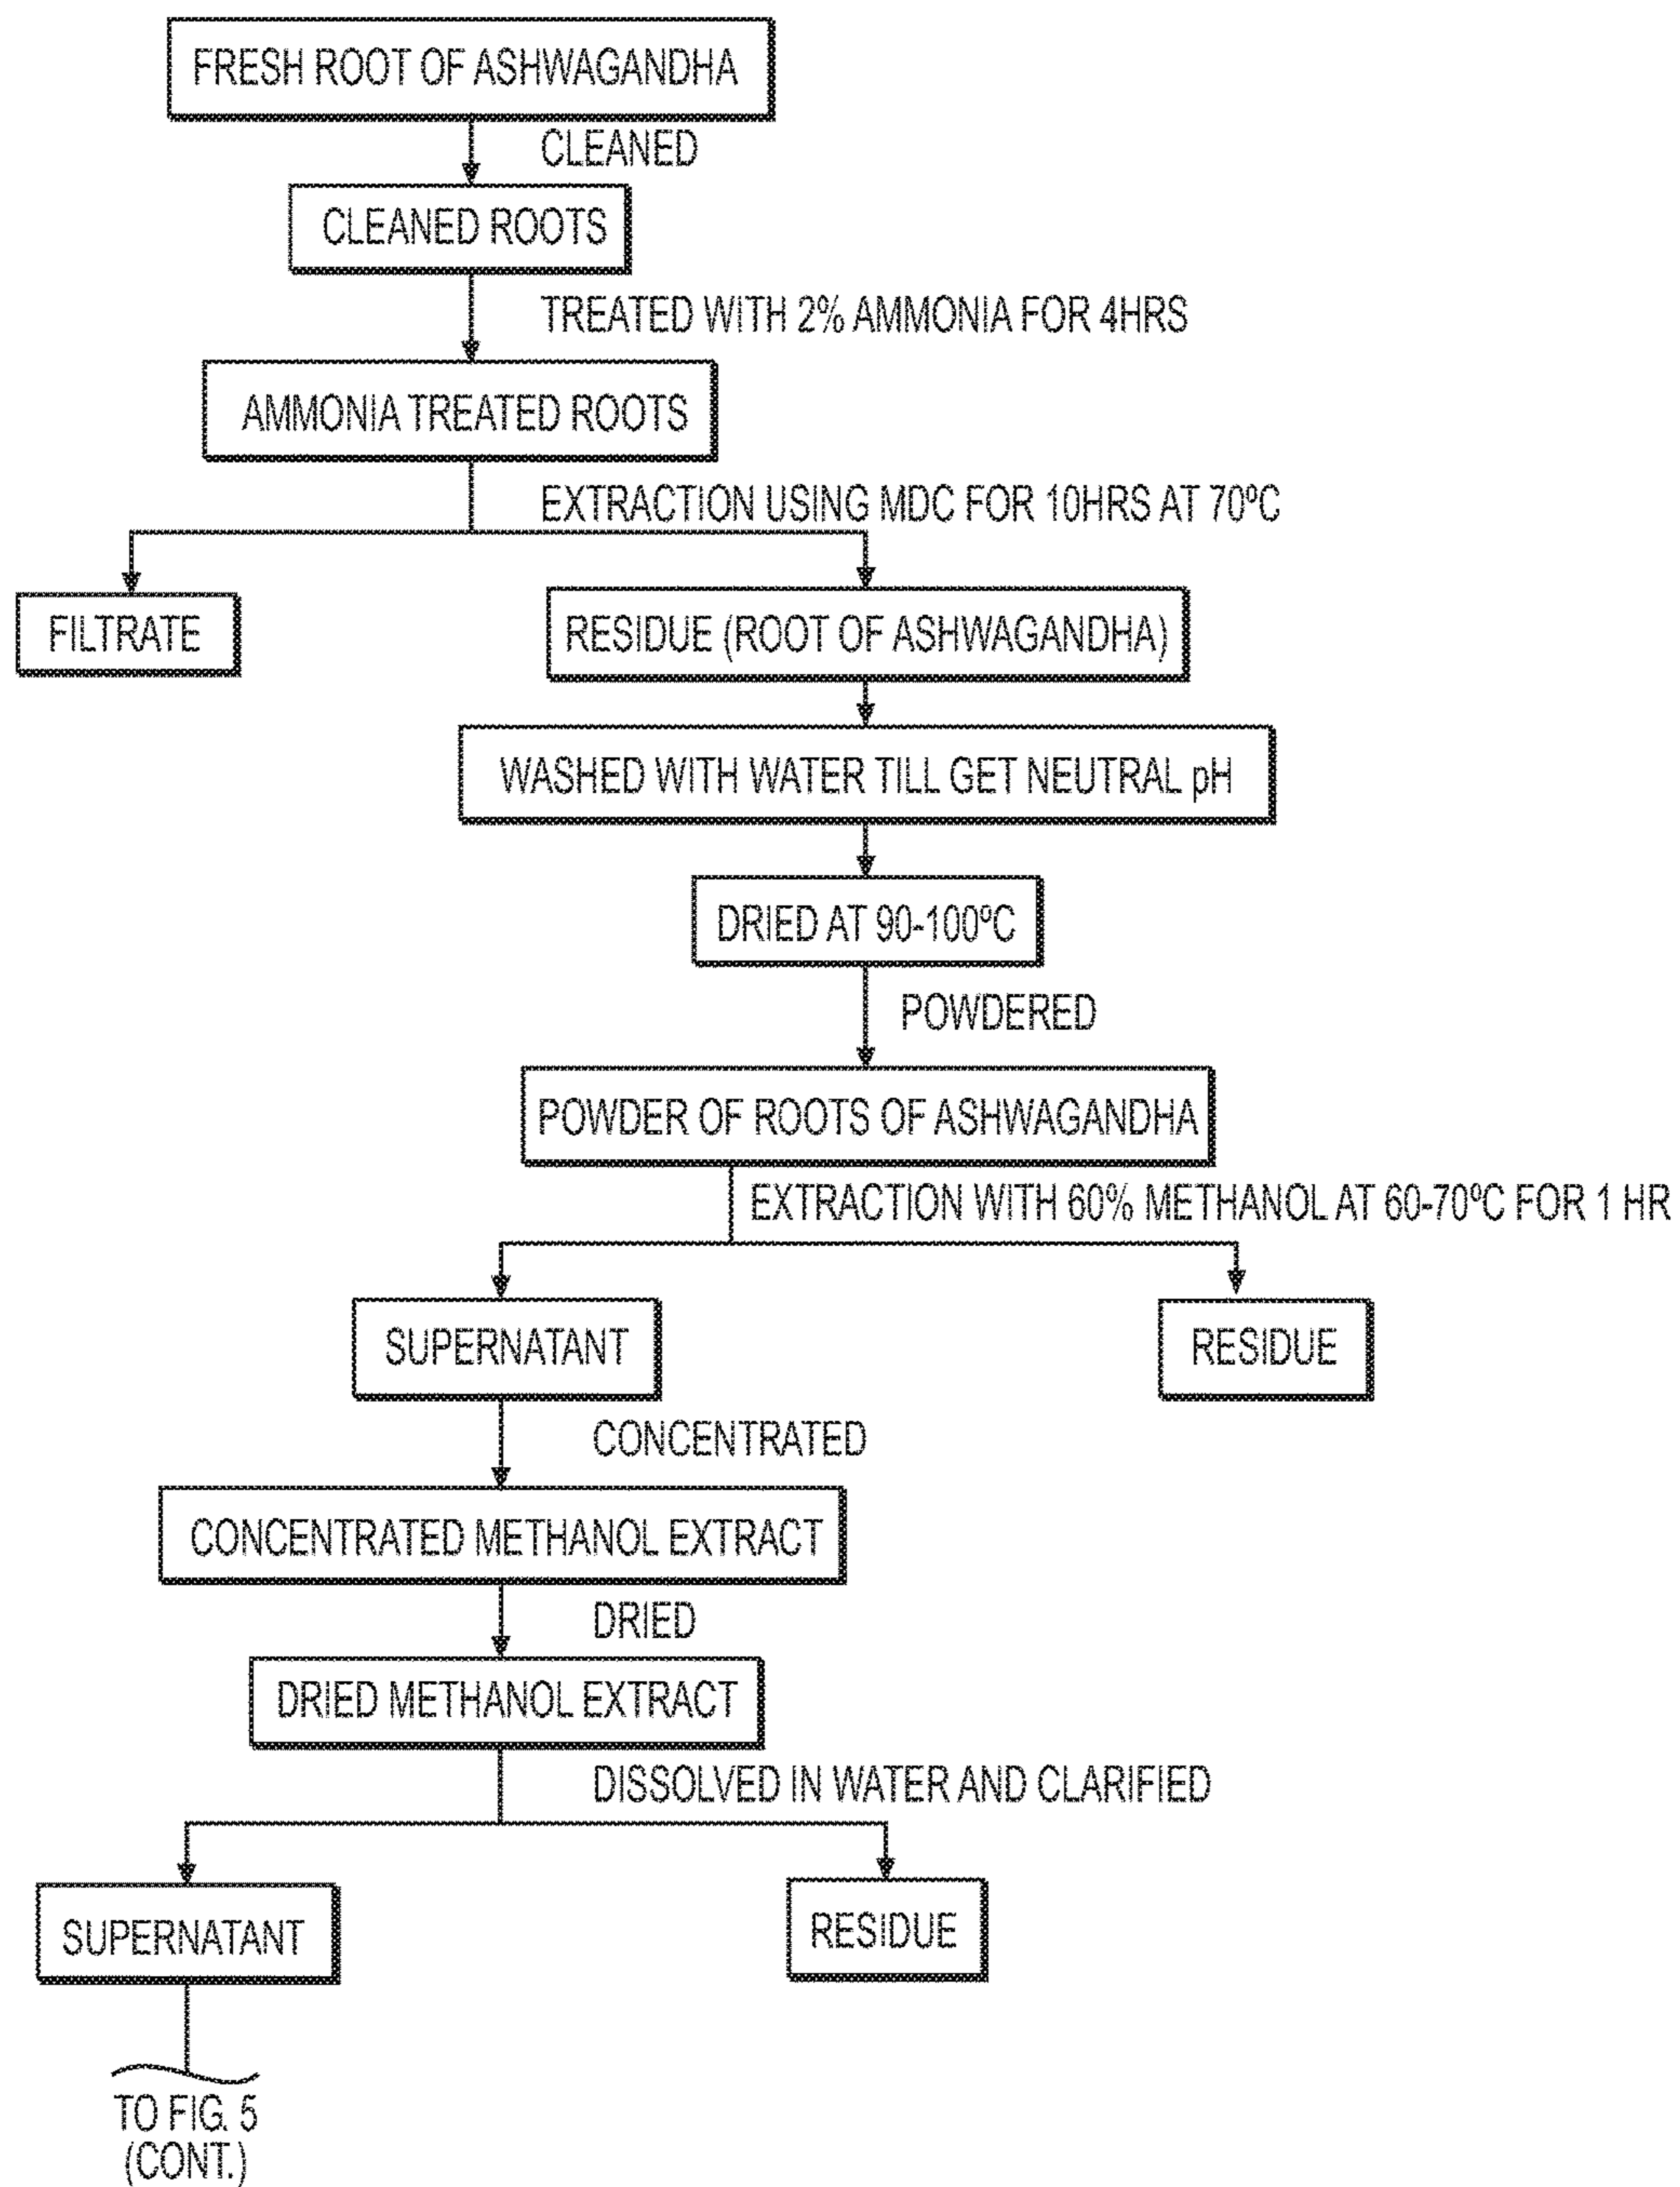 FRESH ROOT OF ASHWAGANDHA
CLEANED
CLEANED ROOTS
TREATED WITH 2% AMMONIA FOR 4HRS
AMMONIA TREATED ROOTS
EXTRACTION USING MDC FOR 10HRS AT 70ºC
FILTRATE
RESIDUE (ROOT OF ASHWAGANDHA)
WASHED WITH WATER TILL GET NEUTRAL pH
DRIED AT 90-100ºC
POWDERED
POWDER OF ROOTS OF ASHWAGANDHA
EXTRACTION WITH 60% METHANOL AT 60-70ºC FOR 1 HR
SUPERNATANT
RESIDUE
CONCENTRATED
CONCENTRATED METHANOL EXTRACT
DRIED
DRIED METHANOL EXTRACT
DISSOLVED IN WATER AND CLARIFIED
SUPERNATANT
RESIDUE
TO FIG. 5
(CONT.)